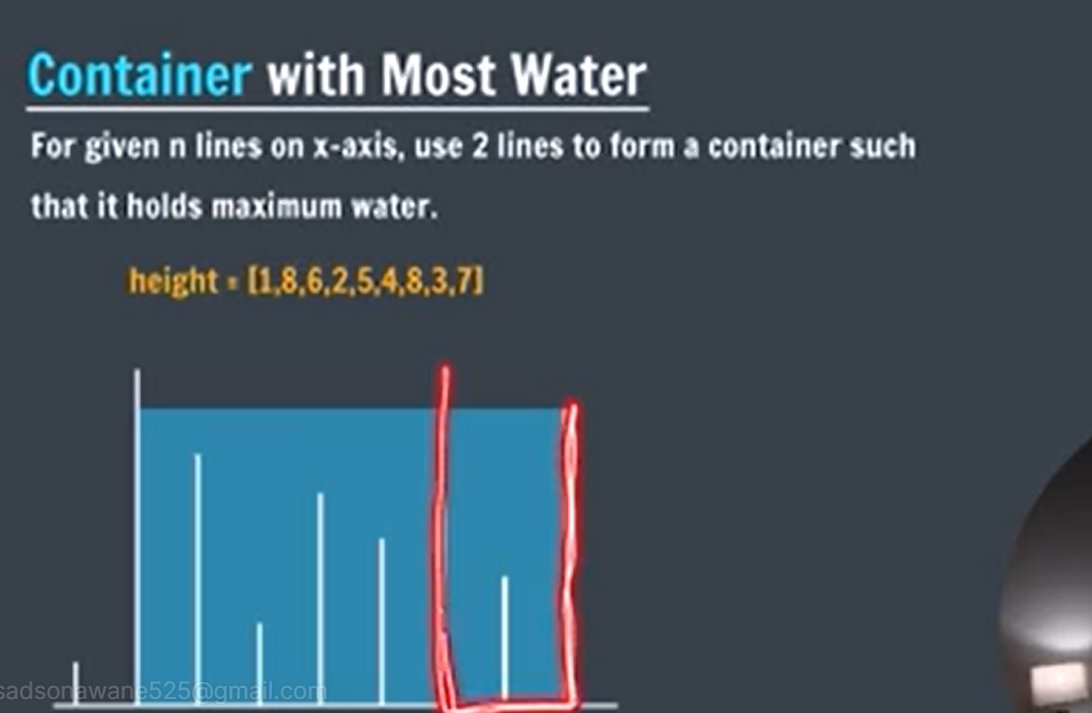 Container with Most Water
For given n lines on x-axis, use 2 lines to form a container such
that it holds maximum water.
height = [1,8,6,2,5,4,8,3,7]
sadsonawane525@gmail.com